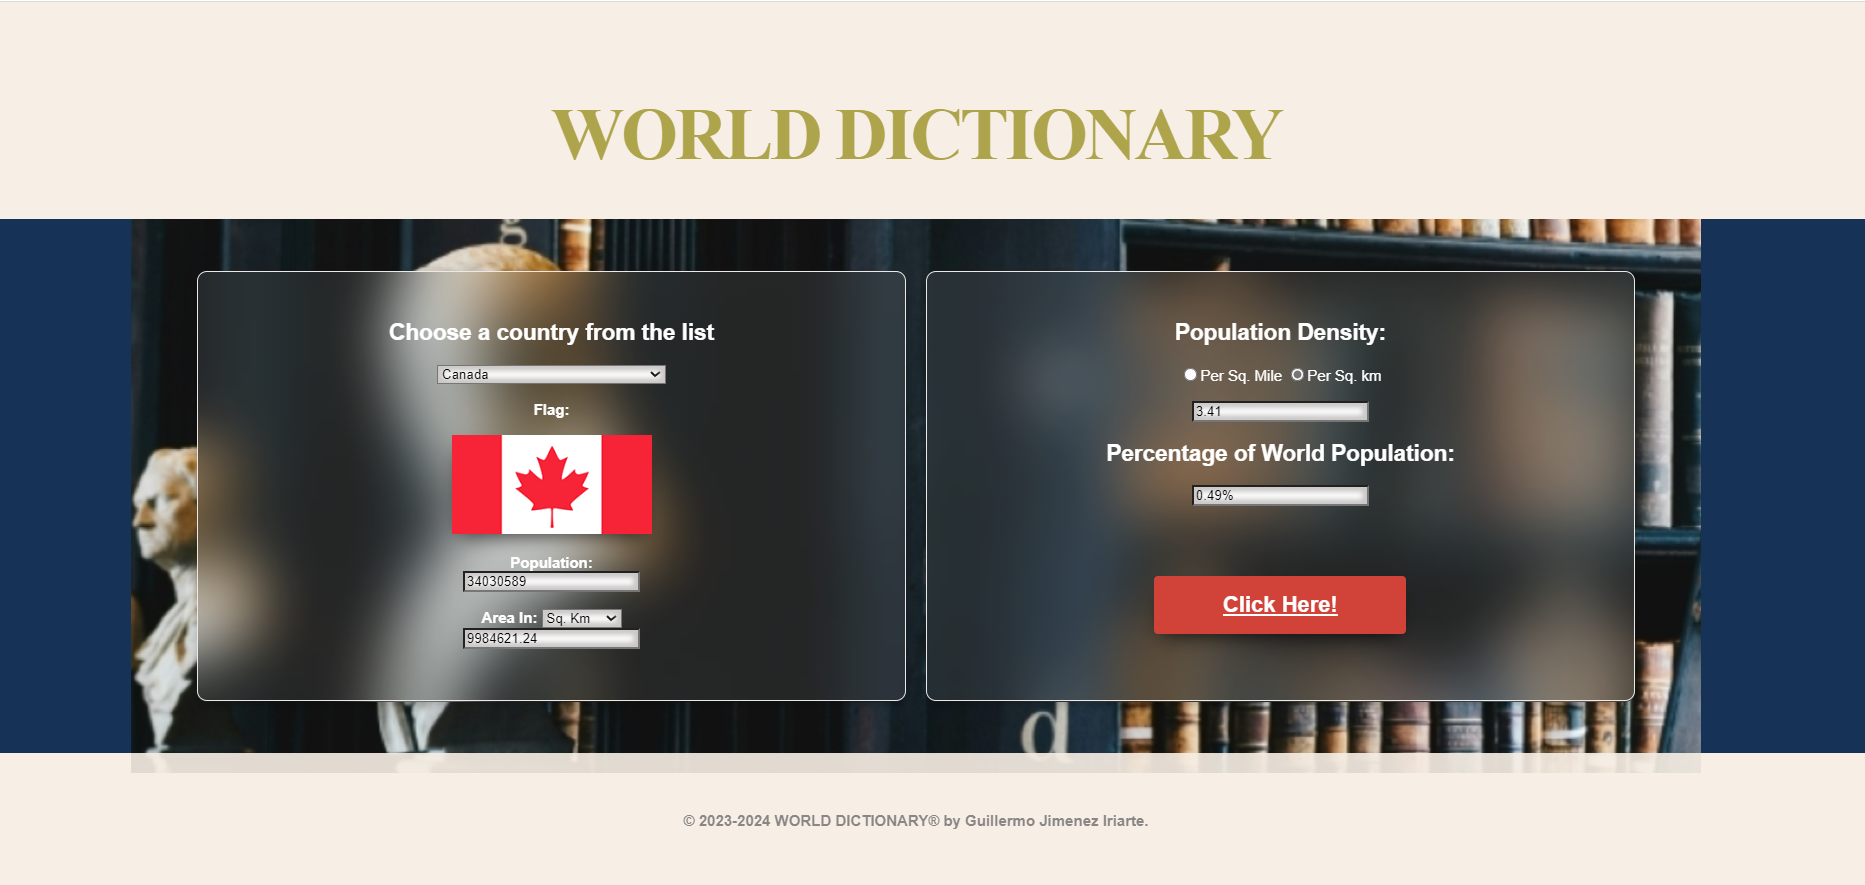 WORLD DICTIONARY
g
Choose a country from the list
Canada
Flag:
Population:
34030589
Area In: Sq. Km
9984621.24
Population Density:
Per Sq. Mile Per Sq. km
3.41
Percentage of World Population:
0.49%
Click Here!
d
© 2023-2024 WORLD DICTIONARY® by Guillermo Jimenez Iriarte.